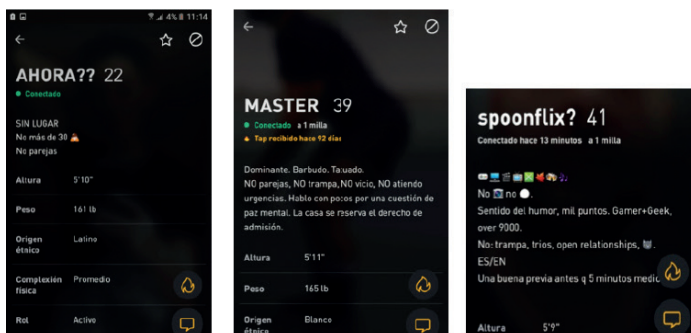 4% 11:14
AHORA?? 22
Conectado
SIN LUGAR
No más de 30
No parejas
Altura 5'10"
Peso 161 lb
Origen étnico Latino
Complexión física Promedio
Rol Activo
MASTER 39
Conectado a 1 milla
Tap recibido hace 92 días
Dominante. Barbudo. Tatuado.
NO parejas, NO trampa, NO vicio, NO atiendo
urgencias. Hablo con pocos por una cuestión de
paz mental. La casa se reserva el derecho de
admisión.
Altura 5'11"
Peso 165 lb
Origen étnico Blanco
spoonflix? 41
Conectado hace 13 minutos a 1 milla
No no
Sentido del humor, mil puntos. Gamer+Geek,
over 9000.
No: trampa, trios, open relationships,
ES/EN
Una buena previa antes q 5 minutos
Altura 5'9"